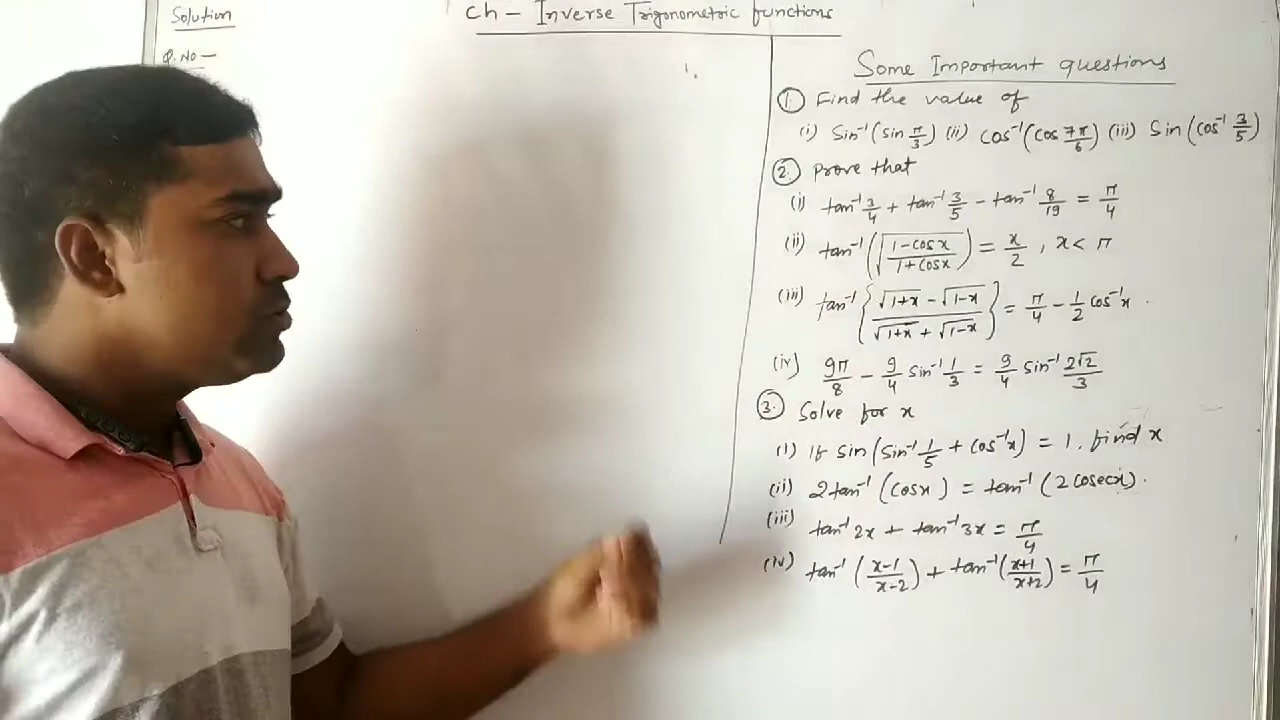 Solution
Q. No —
Ch - Inverse Trigonometric functions
1.
Some Important questions
① Find the value of
(i) Sin⁻¹(sin π/3) (ii) cos⁻¹(cos 7π/6) (iii) Sin(cos⁻¹ 3/5)
② Prove that
(i) tan⁻¹ 3/4 + tan⁻¹ 3/5 - tan⁻¹ 8/19 = π/4
(ii) tan⁻¹(√((1-cosx)/(1+cosx))) = x/2 , x < π
(iii) tan⁻¹{(√(1+x) - √(1-x))/(√(1+x) + √(1-x))} = π/4 - 1/2 cos⁻¹x
(iv) 9π/8 - 9/4 sin⁻¹ 1/3 = 9/4 sin⁻¹ 2√2/3
③ Solve for x
(i) If sin(sin⁻¹ 1/5 + cos⁻¹x) = 1. find x
(ii) 2tan⁻¹(cosx) = tan⁻¹(2cosecx).
(iii) tan⁻¹2x + tan⁻¹3x = π/4
(iv) tan⁻¹((x-1)/(x-2)) + tan⁻¹((x+1)/(x+2)) = π/4